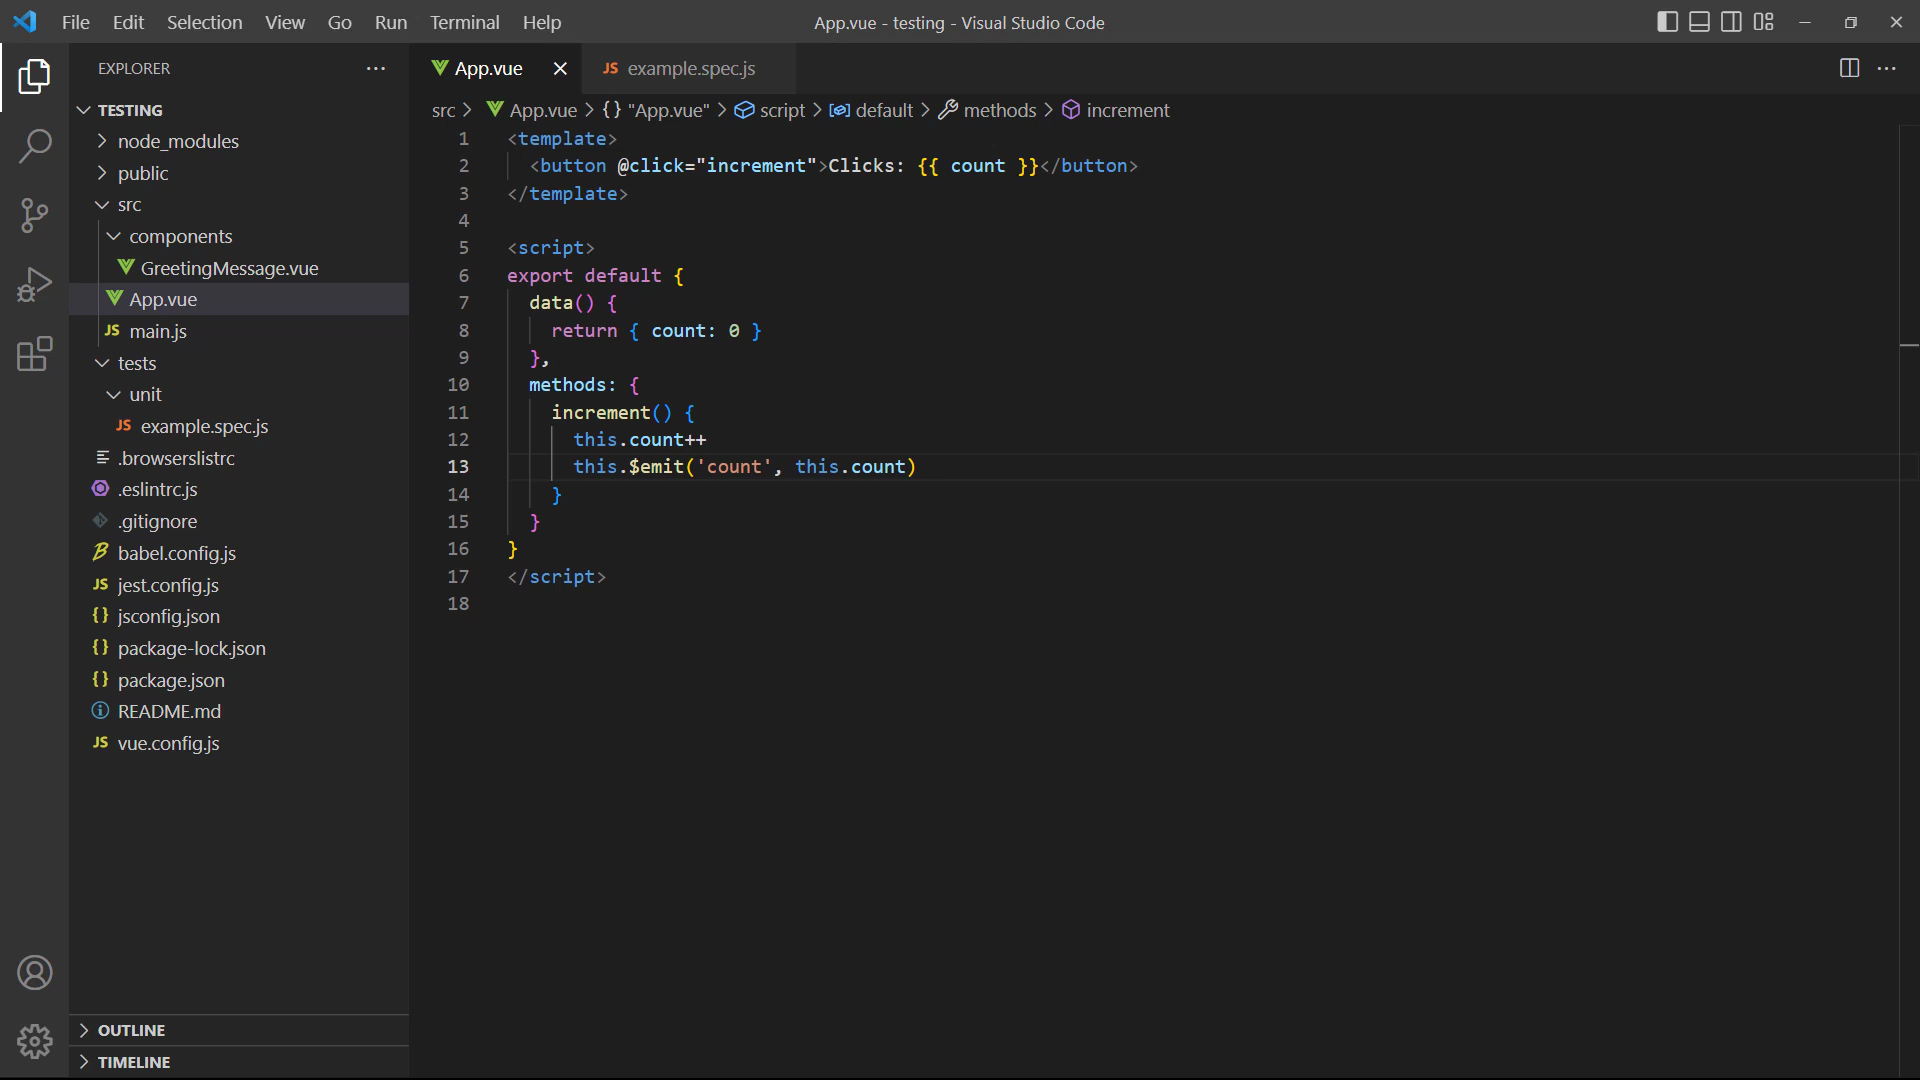 File Edit Selection View Go Run Terminal Help
App.vue - testing - Visual Studio Code
EXPLORER
TESTING
node_modules
public
src
components
GreetingMessage.vue
App.vue
JS main.js
tests
unit
JS example.spec.js
.browserslistrc
.eslintrc.js
.gitignore
babel.config.js
JS jest.config.js
{} jsconfig.json
{} package-lock.json
{} package.json
README.md
JS vue.config.js
OUTLINE
TIMELINE
App.vue
JS example.spec.js
src > App.vue > {} "App.vue" > script > default > methods > increment
1 <template>
2 <button @click="increment">Clicks: {{ count }}</button>
3 </template>
4
5 <script>
6 export default {
7 data() {
8 return { count: 0 }
9 },
10 methods: {
11 increment() {
12 this.count++
13 this.$emit('count', this.count)
14 }
15 }
16 }
17 </script>
18